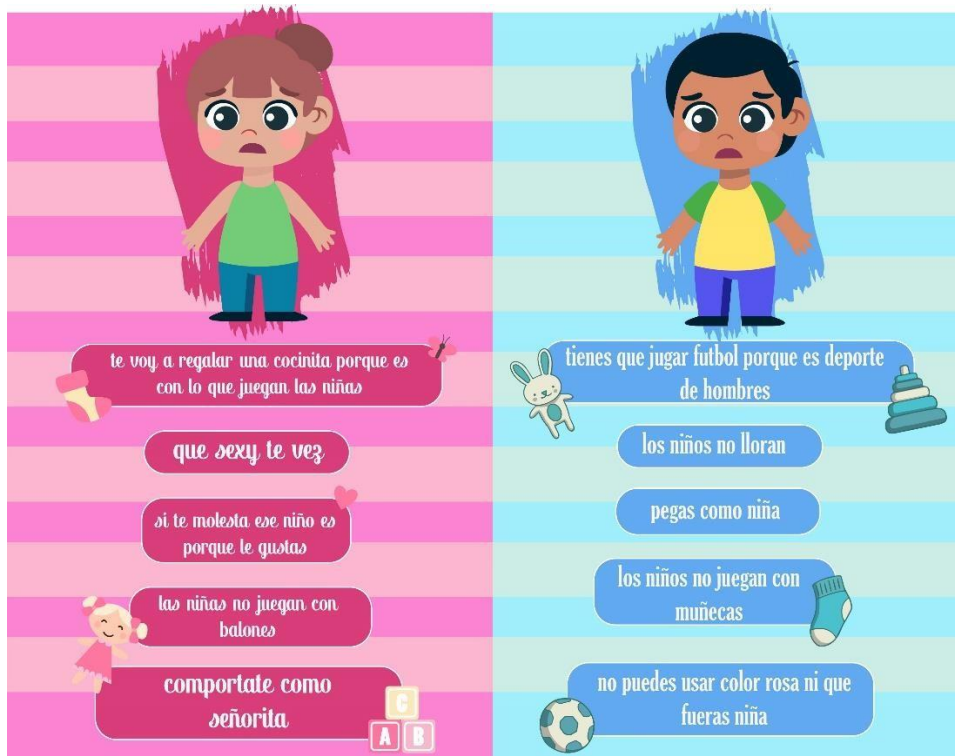 te voy a regalar una cocinita porque es
con lo que juegan las niñas
que sexy te vez
si te molesta ese niño es
porque le gustas
las niñas no juegan con
balones
comportate como
señorita
C
A B
tienes que jugar futbol porque es deporte
de hombres
los niños no lloran
pegas como niña
los niños no juegan con
muñecas
no puedes usar color rosa ni que
fueras niña